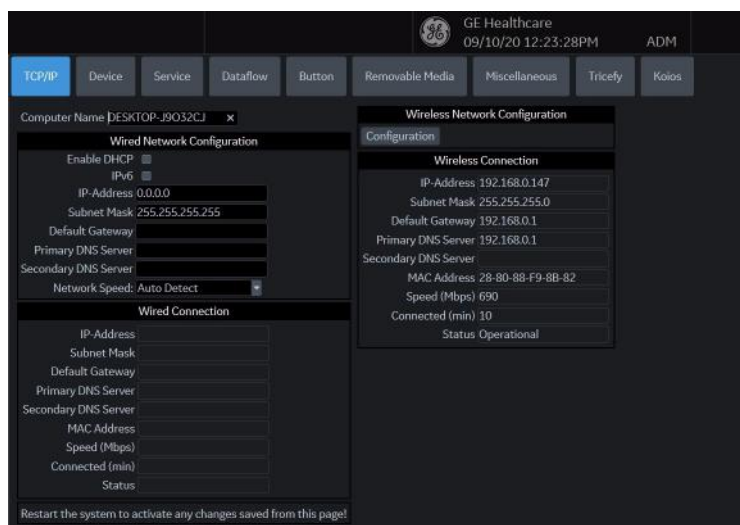 GE Healthcare
09/10/20 12:23:28PM ADM
TCP/IP Device Service Dataflow Button Removable Media Miscellaneous Tricefy Koios
Computer Name DESKTOP-J9O32CJ ×
Wired Network Configuration
Enable DHCP
IPv6
IP-Address 0.0.0.0
Subnet Mask 255.255.255.255
Default Gateway
Primary DNS Server
Secondary DNS Server
Network Speed: Auto Detect
Wired Connection
IP-Address
Subnet Mask
Default Gateway
Primary DNS Server
Secondary DNS Server
MAC Address
Speed (Mbps)
Connected (min)
Status
Restart the system to activate any changes saved from this page!
Wireless Network Configuration
Configuration
Wireless Connection
IP-Address 192.168.0.147
Subnet Mask 255.255.255.0
Default Gateway 192.168.0.1
Primary DNS Server 192.168.0.1
Secondary DNS Server
MAC Address 28-80-88-F9-8B-82
Speed (Mbps) 690
Connected (min) 10
Status Operational